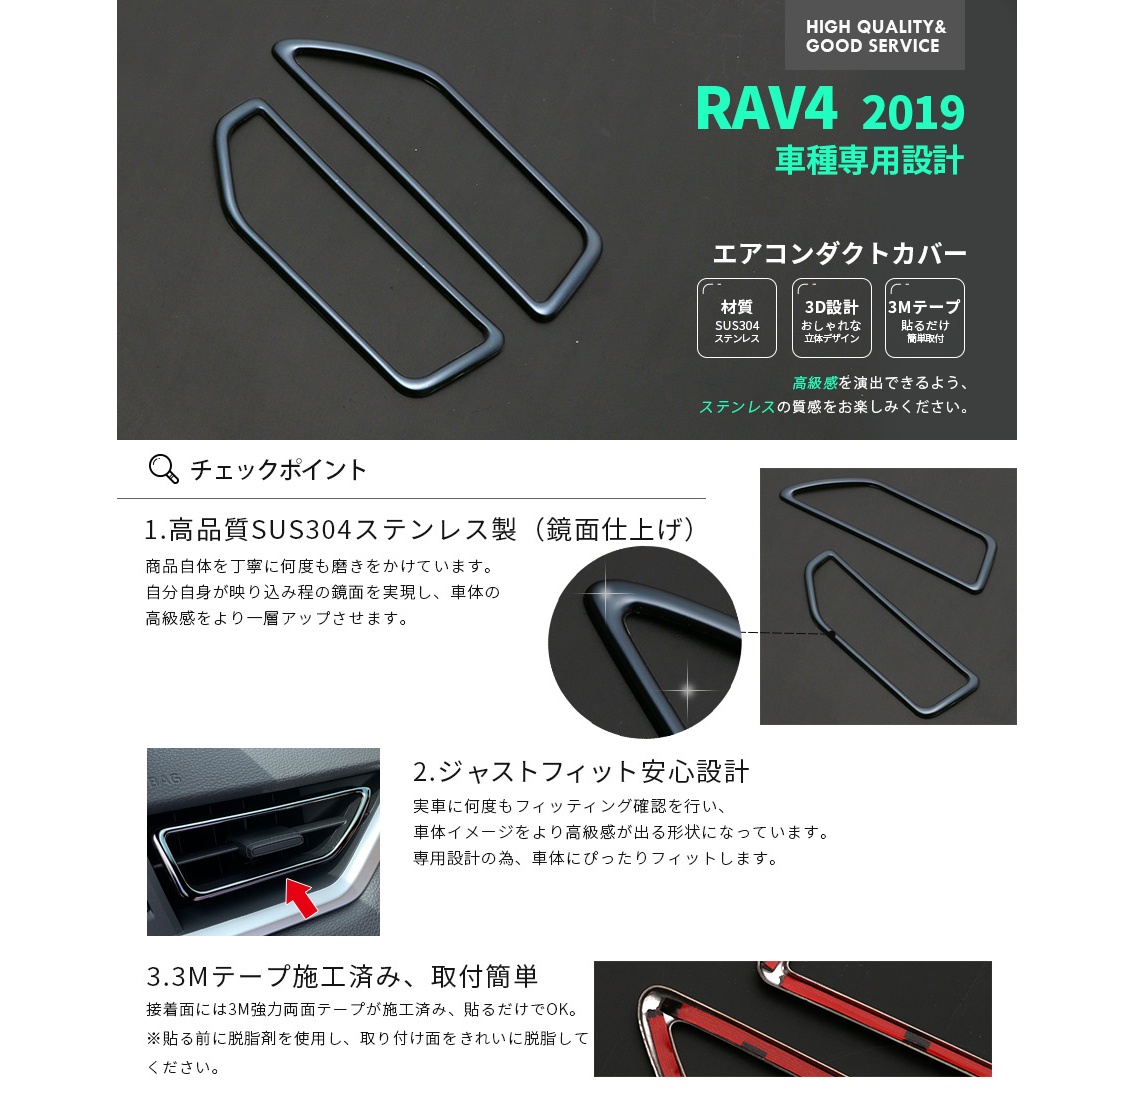 HIGH QUALITY&
GOOD SERVICE
RAV4 2019
車種専用設計
エアコンダクトカバー
材質
SUS304
ステンレス
3D設計
おしゃれな
立体デザイン
3Mテープ
貼るだけ
簡単取付
高級感を演出できるよう、
ステンレスの質感をお楽しみください。
チェックポイント
1.高品質SUS304ステンレス製（鏡面仕上げ）
商品自体を丁寧に何度も磨きをかけています。
自分自身が映り込み程の鏡面を実現し、車体の
高級感をより一層アップさせます。
BAG
2.ジャストフィット安心設計
実車に何度もフィッティング確認を行い、
車体イメージをより高級感が出る形状になっています。
専用設計の為、車体にぴったりフィットします。
3.3Mテープ施工済み、取付簡単
接着面には3M強力両面テープが施工済み、貼るだけでOK。
※貼る前に脱脂剤を使用し、取り付け面をきれいに脱脂して
ください。